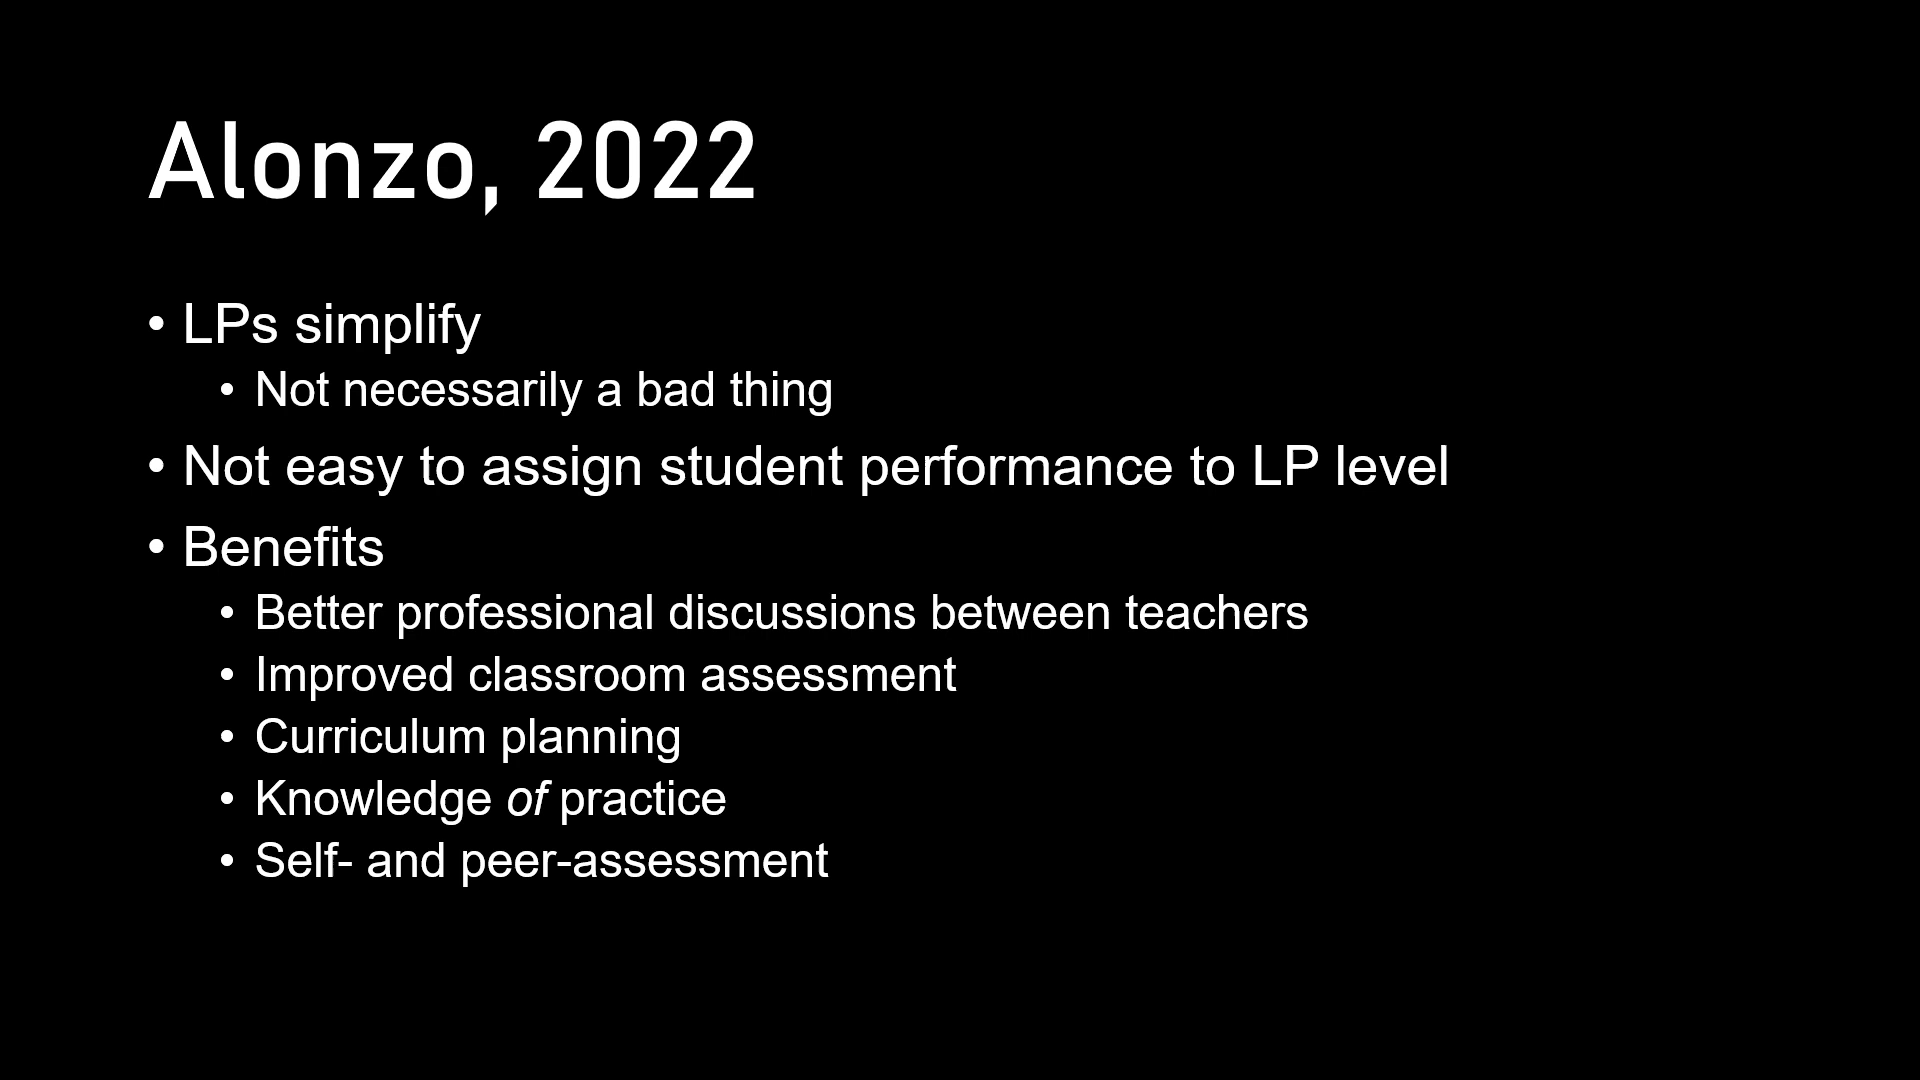 Alonzo, 2022
• LPs simplify
• Not necessarily a bad thing
• Not easy to assign student performance to LP level
• Benefits
• Better professional discussions between teachers
• Improved classroom assessment
• Curriculum planning
• Knowledge of practice
• Self- and peer-assessment